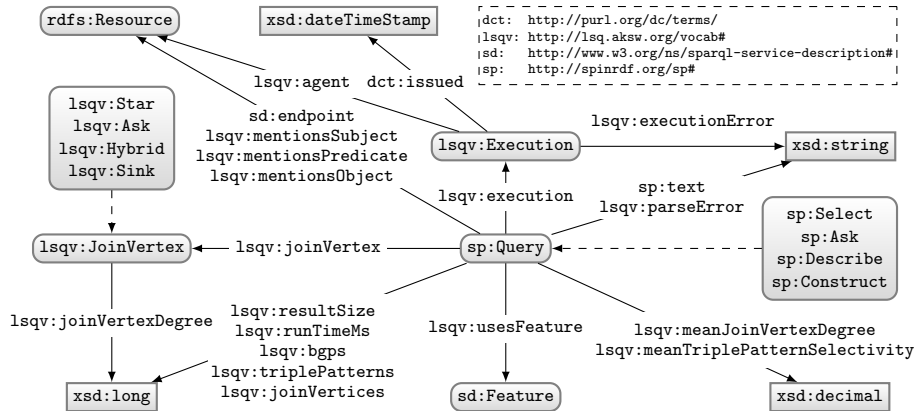 rdfs:Resource
xsd:dateTimeStamp
dct: http://purl.org/dc/terms/
lsqv: http://lsq.aksw.org/vocab#
sd: http://www.w3.org/ns/sparql-service-description#
sp: http://spinrdf.org/sp#
lsqv:agent
dct:issued
lsqv:Star
lsqv:Ask
lsqv:Hybrid
lsqv:Sink
sd:endpoint
lsqv:mentionsSubject
lsqv:mentionsPredicate
lsqv:mentionsObject
lsqv:Execution
lsqv:executionError
xsd:string
lsqv:execution
sp:text
lsqv:parseError
sp:Select
sp:Ask
sp:Describe
sp:Construct
lsqv:JoinVertex
lsqv:joinVertex
sp:Query
lsqv:joinVertexDegree
lsqv:resultSize
lsqv:runTimeMs
lsqv:bgps
lsqv:triplePatterns
lsqv:joinVertices
lsqv:usesFeature
lsqv:meanJoinVertexDegree
lsqv:meanTriplePatternSelectivity
xsd:long
sd:Feature
xsd:decimal